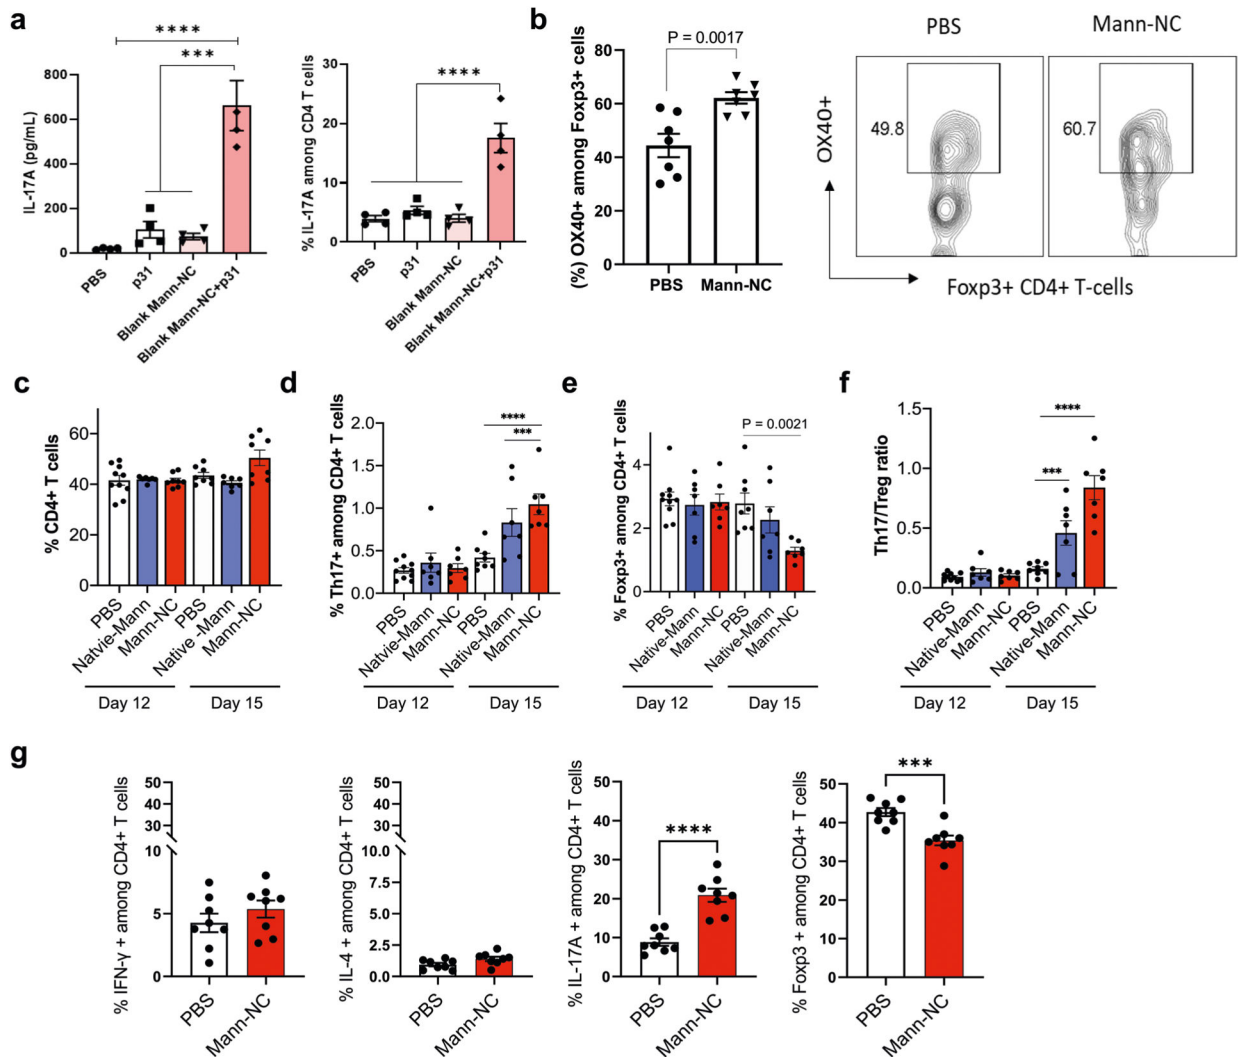 a
****
***
IL-17A (pg/mL)
800
600
400
200
0
PBS
p31
Blank Mann-NC
Blank Mann-NC+p31
****
% IL-17A among CD4 T cells
30
20
10
0
PBS
p31
Blank Mann-NC
Blank Mann-NC+p31
b
P = 0.0017
(%) OX40+ among Foxp3+ cells
80
60
40
20
0
PBS
Mann-NC
PBS
Mann-NC
OX40+
49.8
60.7
Foxp3+ CD4+ T-cells
c
% CD4+ T cells
60
40
20
0
PBS
Natvie-Mann
Mann-NC
PBS
Native -Mann
Mann-NC
Day 12
Day 15
d
% Th17+ among CD4+ T cells
2.0
1.5
1.0
0.5
0.0
****
***
PBS
Native-Mann
Mann-NC
PBS
Native-Mann
Mann-NC
Day 12
Day 15
e
% Foxp3+ among CD4+ T cells
4
2
0
P = 0.0021
PBS
Native-Mann
Mann-NC
PBS
Native-Mann
Mann-NC
Day 12
Day 15
f
Th17/Treg ratio
1.5
1.0
0.5
0.0
****
***
PBS
Native-Mann
Mann-NC
PBS
Native-Mann
Mann-NC
Day 12
Day 15
g
% IFN-γ + among CD4+ T cells
50
40
30
10
5
0
PBS
Mann-NC
% IL-4 + among CD4+ T cells
50
40
30
10.0
7.5
5.0
2.5
0.0
PBS
Mann-NC
% IL-17A + among CD4+ T cells
50
40
30
20
10
0
****
PBS
Mann-NC
% Foxp3 + among CD4+ T cells
50
40
30
20
10
0
***
PBS
Mann-NC